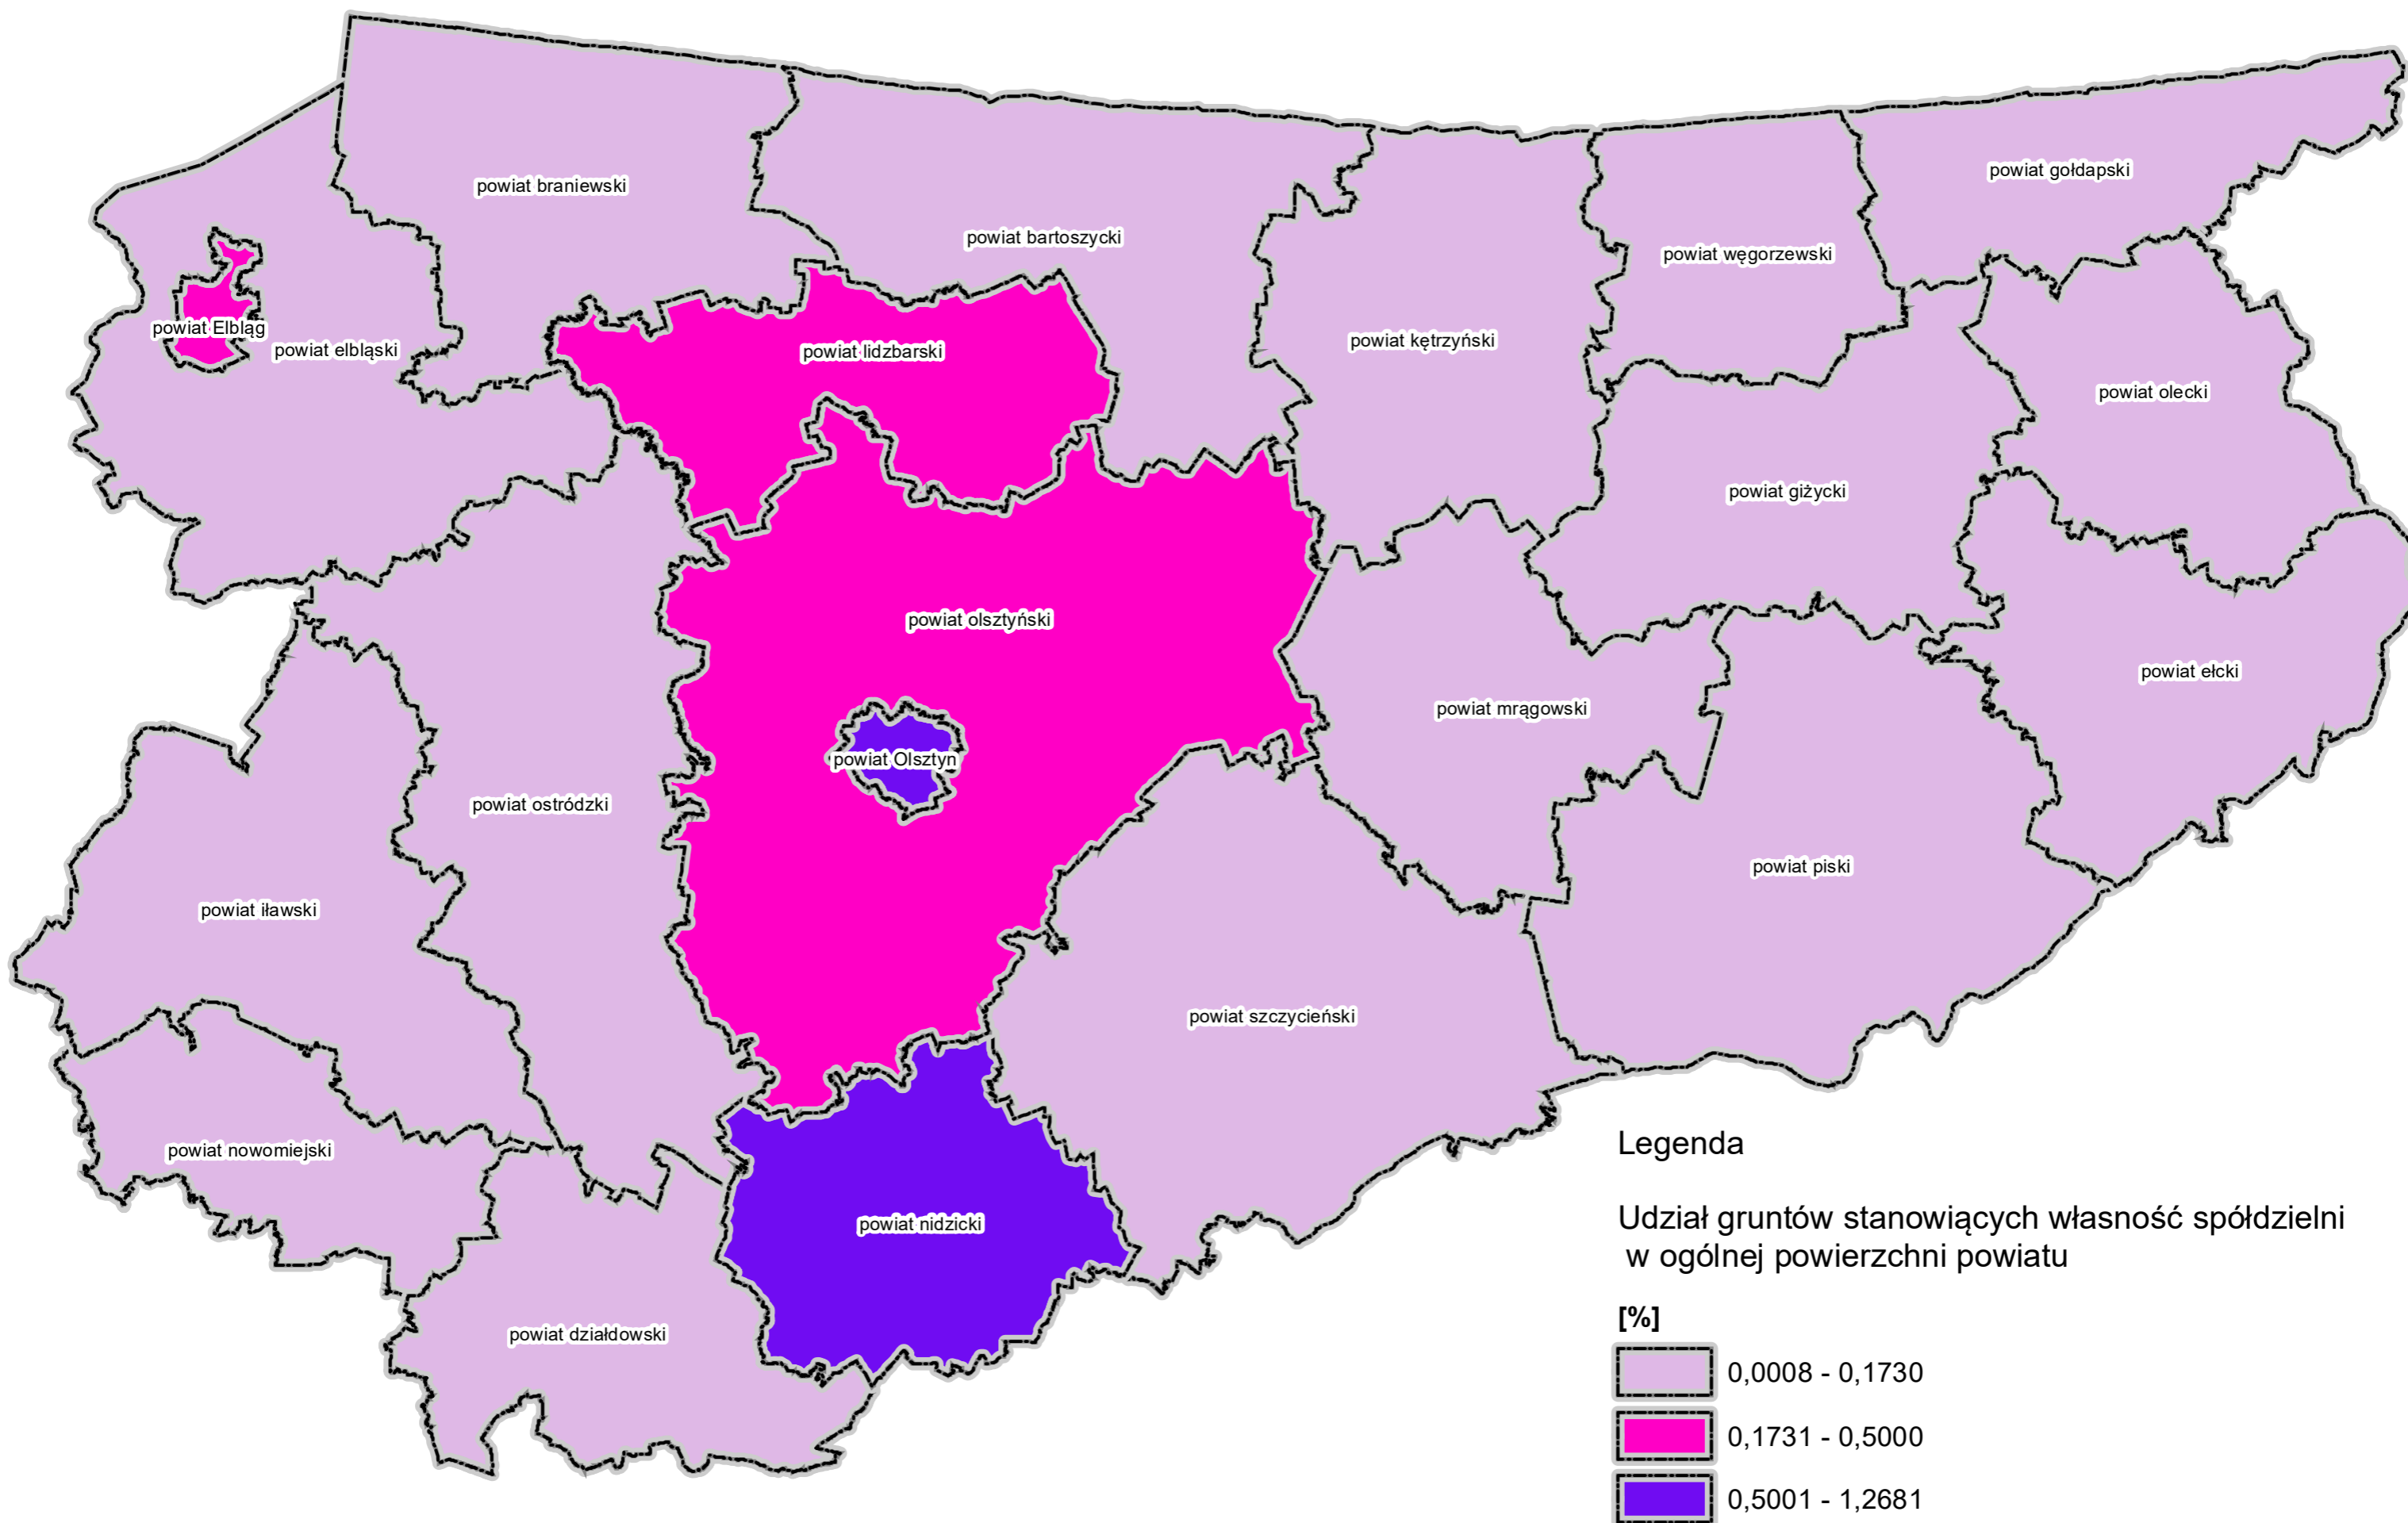 powiat gołdapski
powiat braniewski
powiat bartoszycki
powiat węgorzewski
powiat Elbląg
powiat elbląski
powiat lidzbarski
powiat kętrzyński
powiat olecki
powiat giżycki
powiat olsztyński
powiat ełcki
powiat mrągowski
powiat Olsztyn
powiat ostródzki
powiat piski
powiat iławski
powiat szczycieński
powiat nowomiejski
powiat nidzicki
powiat działdowski
Legenda
Udział gruntów stanowiących własność spółdzielni
w ogólnej powierzchni powiatu
[%]
0,0008 - 0,1730
0,1731 - 0,5000
0,5001 - 1,2681